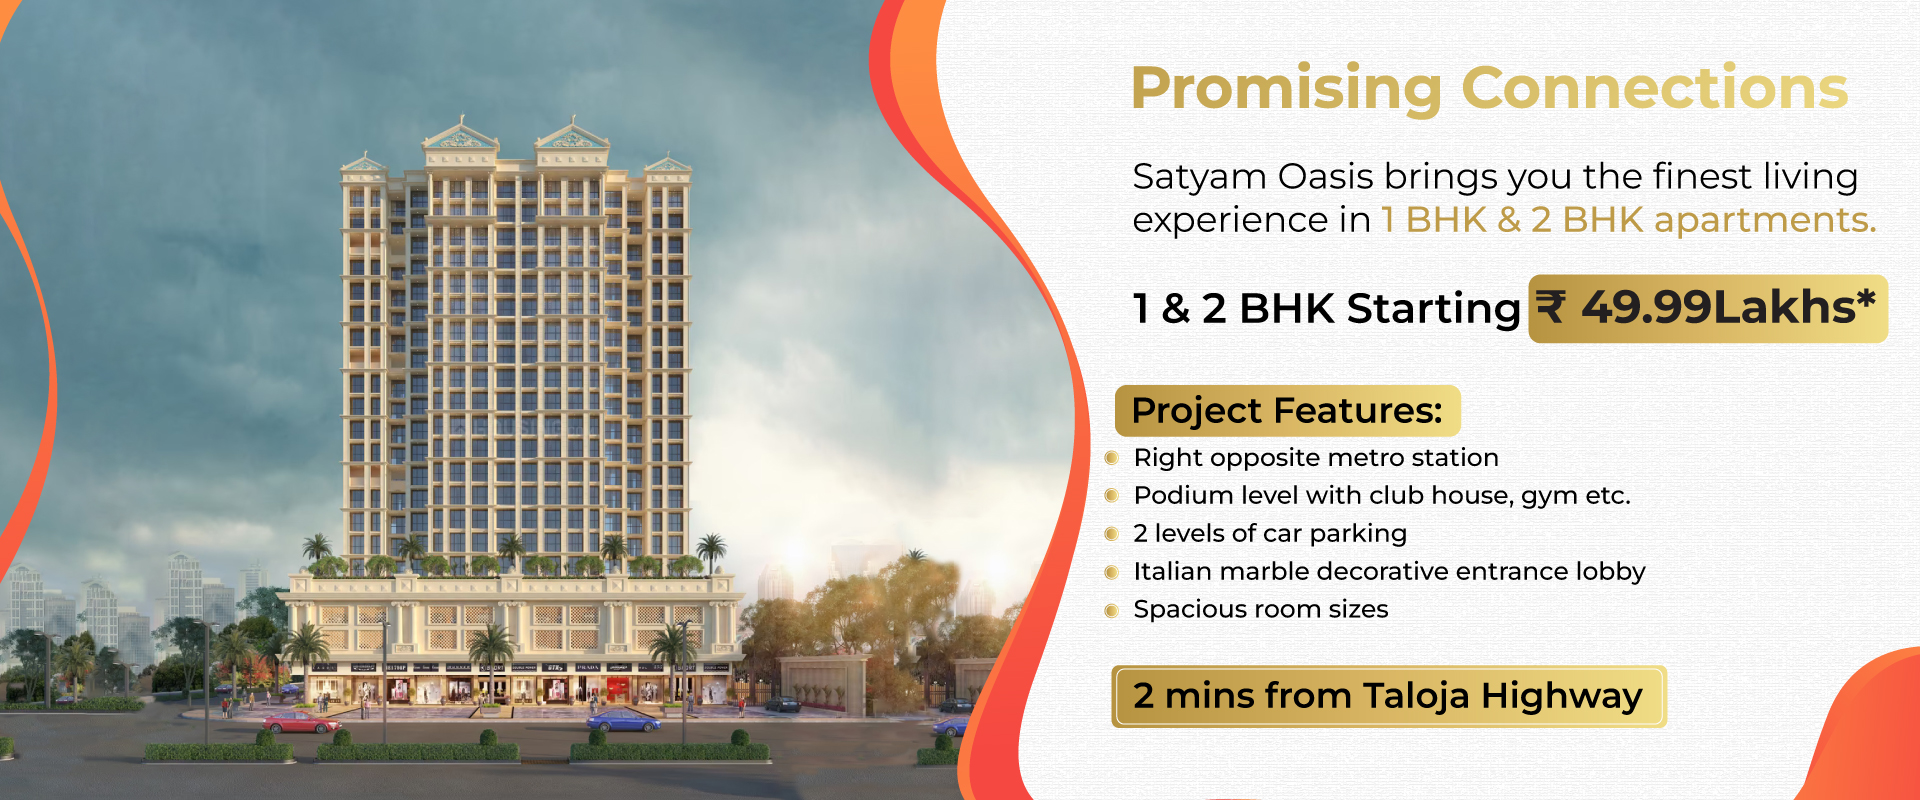 Promising Connections
Satyam Oasis brings you the finest living
experience in 1 BHK & 2 BHK apartments.
1 & 2 BHK Starting ₹ 49.99Lakhs*
Project Features:
Right opposite metro station
Podium level with club house, gym etc.
2 levels of car parking
Italian marble decorative entrance lobby
Spacious room sizes
2 mins from Taloja Highway
PRADA